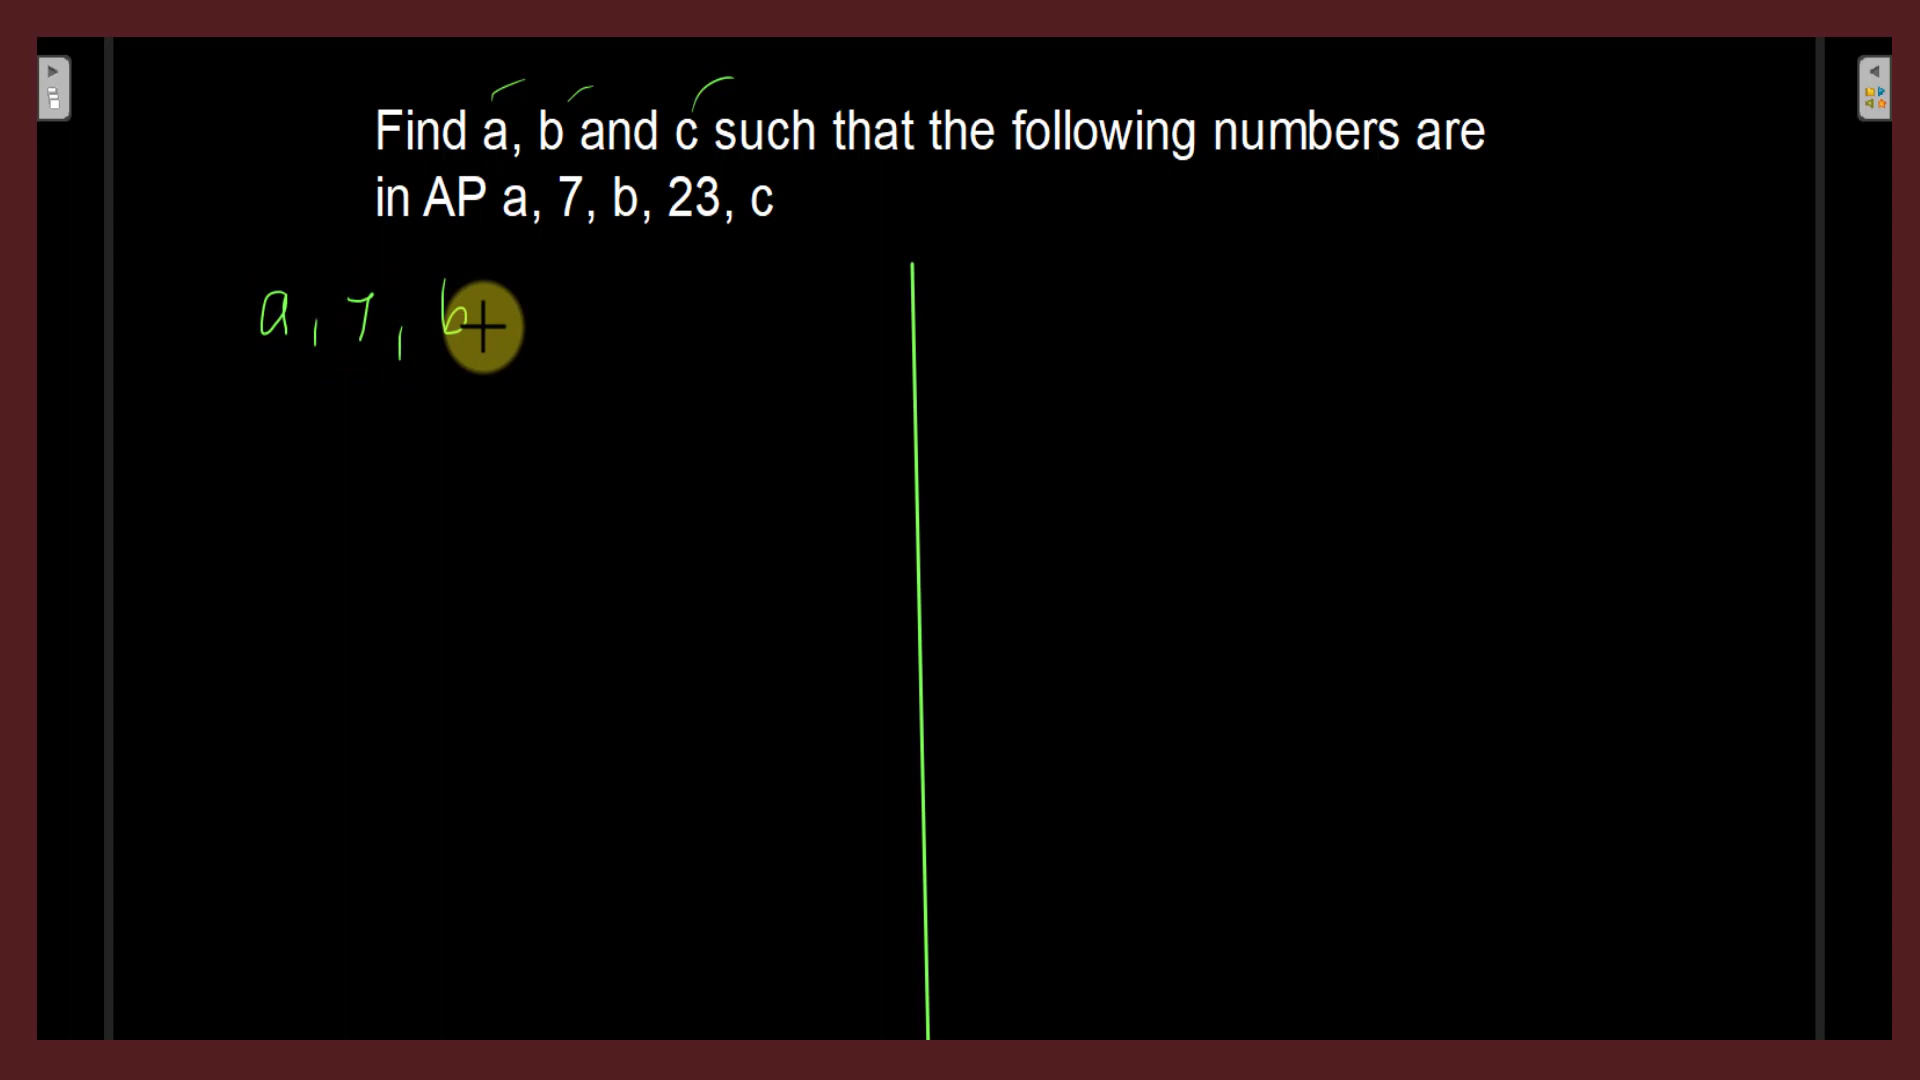 Find a, b and c such that the following numbers are
in AP a, 7, b, 23, c
a, 7, b